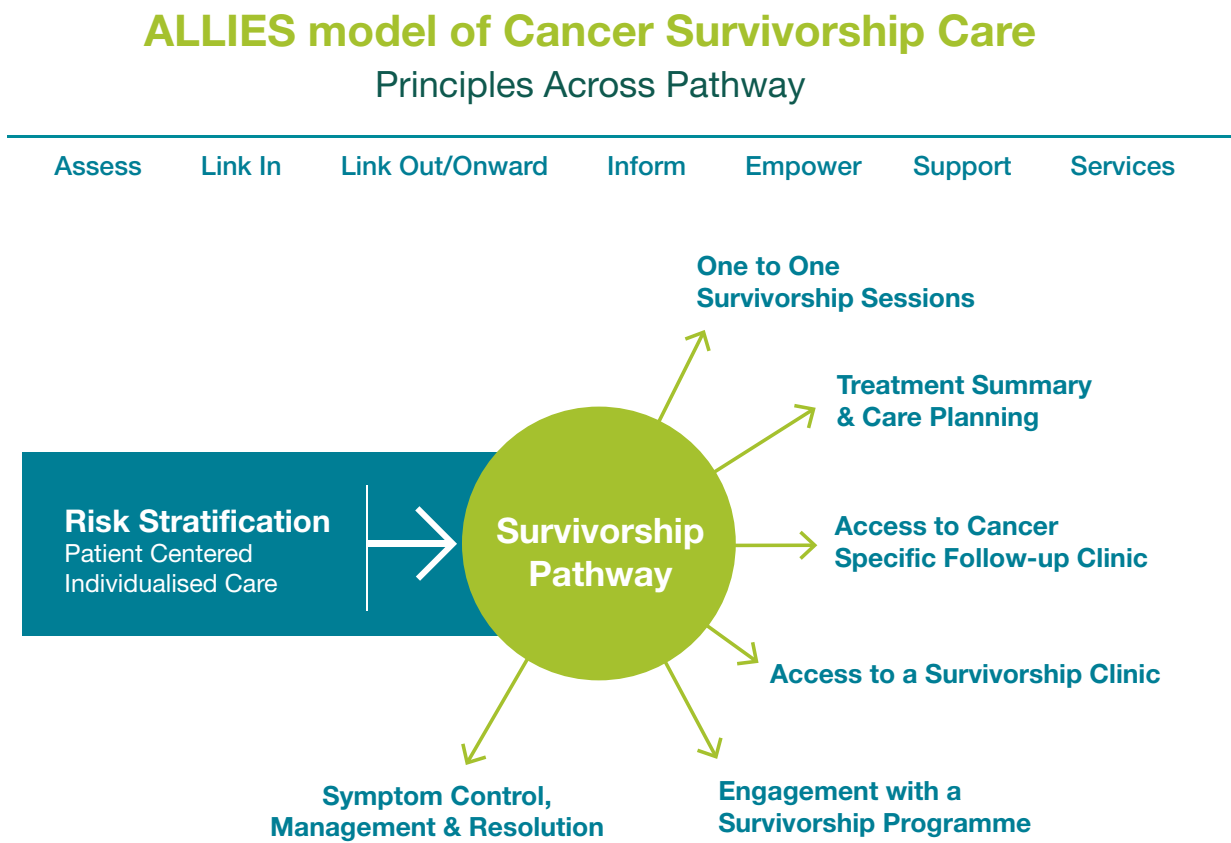 ALLIES model of Cancer Survivorship Care
Principles Across Pathway
Assess Link In Link Out/Onward Inform Empower Support Services
One to One
Survivorship Sessions
Treatment Summary
& Care Planning
Risk Stratification
Patient Centered
Individualised Care
Survivorship
Pathway
Access to Cancer
Specific Follow-up Clinic
Access to a Survivorship Clinic
Symptom Control,
Management & Resolution
Engagement with a
Survivorship Programme